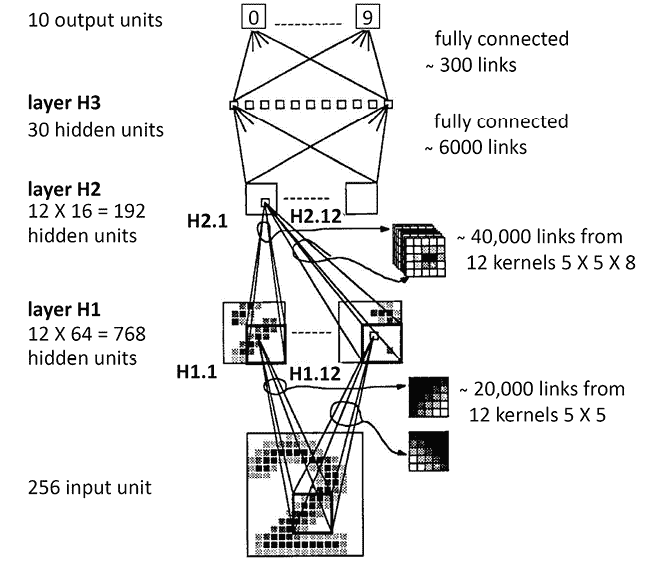 10 output units
0
9
fully connected
~ 300 links
layer H3
30 hidden units
fully connected
~ 6000 links
layer H2
12 X 16 = 192
hidden units
H2.1
H2.12
~ 40,000 links from
12 kernels 5 X 5 X 8
layer H1
12 X 64 = 768
hidden units
H1.1
H1.12
~ 20,000 links from
12 kernels 5 X 5
256 input unit